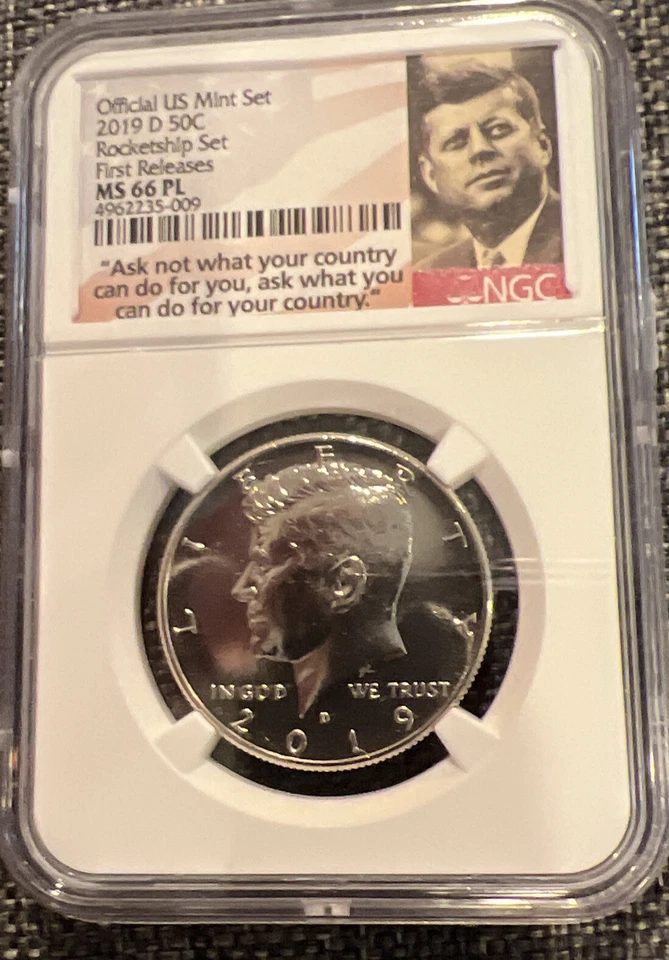 Official US Mint Set
2019 D 50C
Rocketship Set
First Releases
MS 66 PL
4962235-009
"Ask not what your country
can do for you, ask what you
can do for your country."
NGC
LIBERTY
IN GOD WE TRUST
D
2019